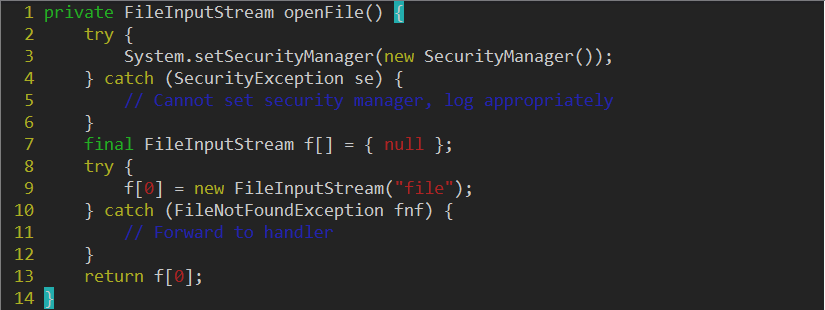 1 private FileInputStream openFile() {
2     try {
3         System.setSecurityManager(new SecurityManager());
4     } catch (SecurityException se) {
5         // Cannot set security manager, log appropriately
6     }
7     final FileInputStream f[] = { null };
8     try {
9         f[0] = new FileInputStream("file");
10     } catch (FileNotFoundException fnf) {
11         // Forward to handler
12     }
13     return f[0];
14 }